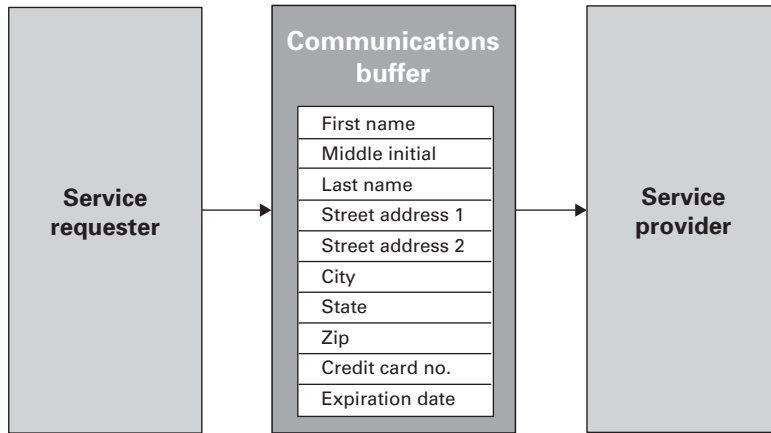 Service
requester
Communications
buffer
First name
Middle initial
Last name
Street address 1
Street address 2
City
State
Zip
Credit card no.
Expiration date
Service
provider